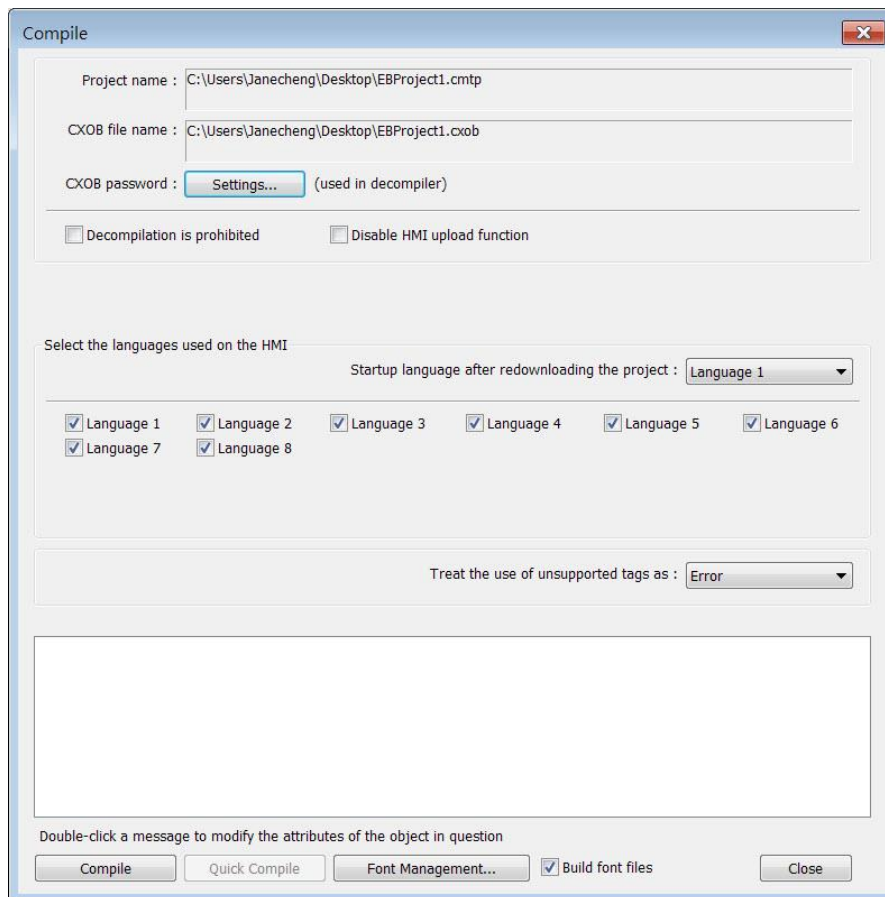 Compile
Project name : C:\Users\Janecheng\Desktop\EBProject1.cmtp
CXOB file name : C:\Users\Janecheng\Desktop\EBProject1.cxob
CXOB password : Settings... (used in decompiler)
Decompilation is prohibited Disable HMI upload function
Select the languages used on the HMI
Startup language after redownloading the project : Language 1
Language 1 Language 2 Language 3 Language 4 Language 5 Language 6
Language 7 Language 8
Treat the use of unsupported tags as : Error
Double-click a message to modify the attributes of the object in question
Compile Quick Compile Font Management... Build font files Close